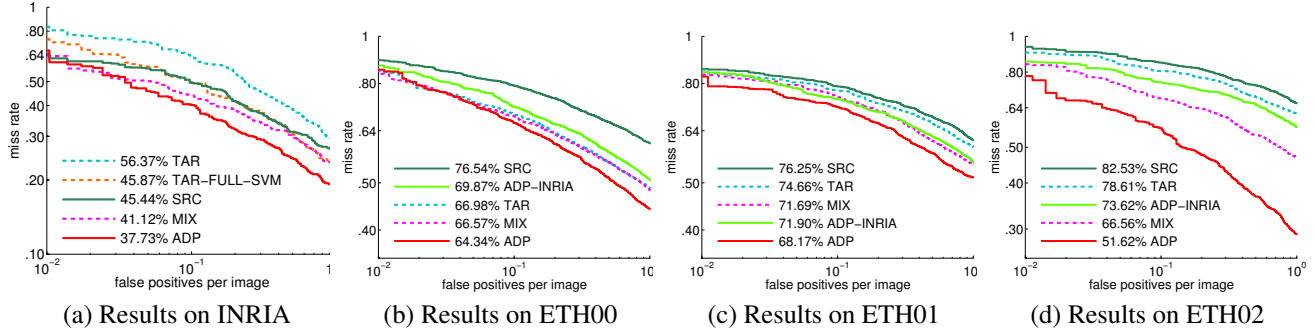 1
.80
.64
.50
.40
.30
.20
.10
miss rate
56.37% TAR
45.87% TAR-FULL-SVM
45.44% SRC
41.12% MIX
37.73% ADP
10-2 10-1 1
false positives per image
(a) Results on INRIA
1
.80
.64
.50
.40
miss rate
76.54% SRC
69.87% ADP-INRIA
66.98% TAR
66.57% MIX
64.34% ADP
10-2 10-1 10
false positives per image
(b) Results on ETH00
1
.80
.64
.50
.40
miss rate
76.25% SRC
74.66% TAR
71.69% MIX
71.90% ADP-INRIA
68.17% ADP
10-2 10-1 10
false positives per image
(c) Results on ETH01
1
.80
.64
.50
.40
.30
miss rate
82.53% SRC
78.61% TAR
73.62% ADP-INRIA
66.56% MIX
51.62% ADP
10-2 10-1 100
false positives per image
(d) Results on ETH02